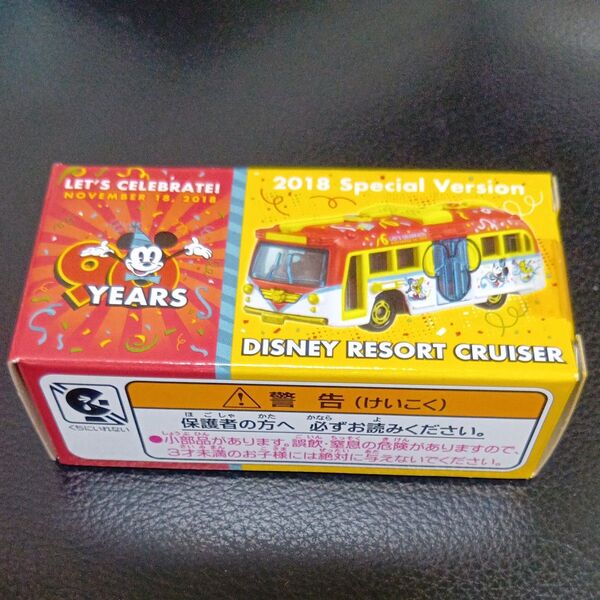 LET'S CELEBRATE!
NOVEMBER 18, 2018
90
YEARS
2018 Special Version
DISNEY RESORT CRUISER
くちにいれない
警告(けいこく)
保護者の方へ 必ずお読みください。
●小部品があります。誤飲・窒息の危険がありますので、
3才未満のお子様には絶対に与えないでください。